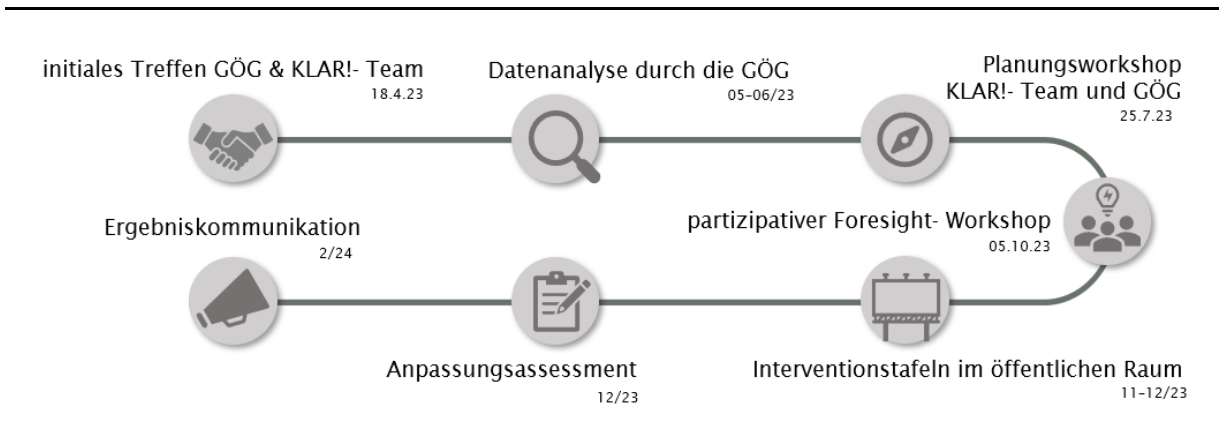 initiales Treffen GÖG & KLAR!- Team
18.4.23
Datenanalyse durch die GÖG
05-06/23
Planungsworkshop
KLAR!- Team und GÖG
25.7.23
partizipativer Foresight- Workshop
05.10.23
Interventionstafeln im öffentlichen Raum
11-12/23
Anpassungsassessment
12/23
Ergebniskommunikation
2/24